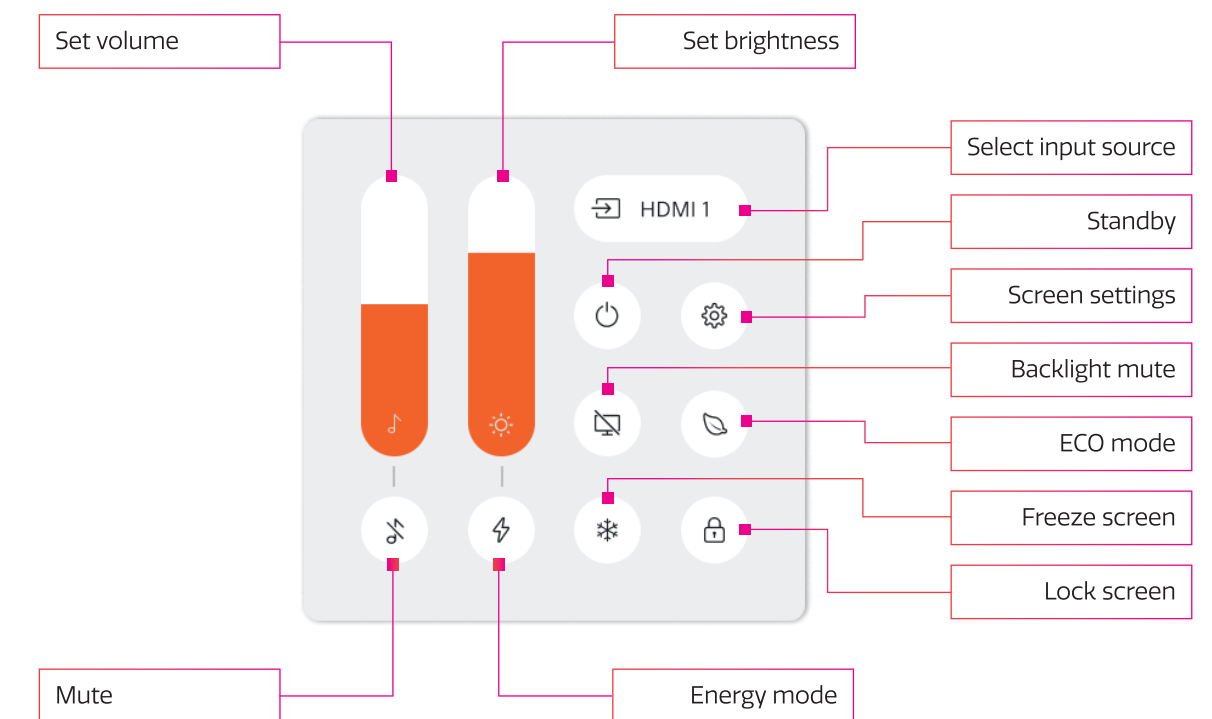 Set volume
Set brightness
Select input source
HDMI 1
Standby
Screen settings
Backlight mute
ECO mode
Freeze screen
Lock screen
Mute
Energy mode